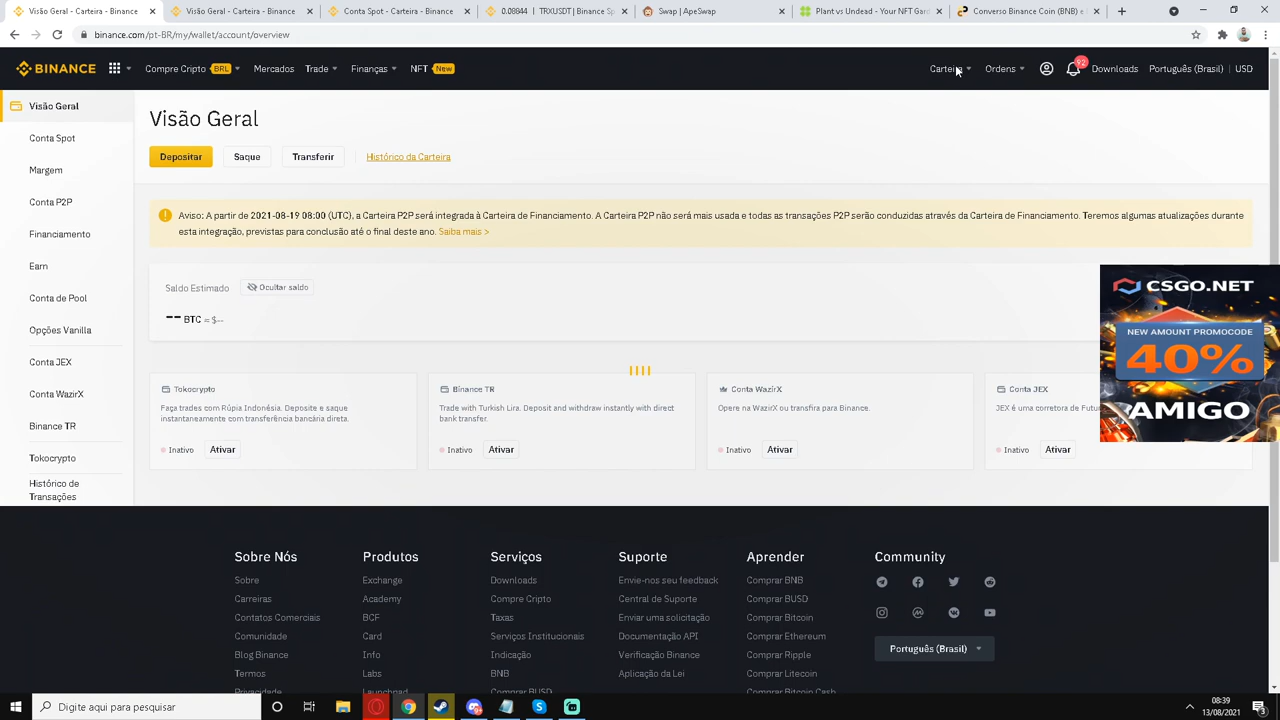 Visão Geral - Carteira - Binance
Visão Geral - Carteira - Binance
Conta Spot - Carteira - Binance
0.08844 | TRXUSDT | Binance Sp
Swap | ApeSwap
Plant vs Undead - Your NFT Gard
Converso Binance Coin (BNB) e
binance.com/pt-BR/my/wallet/account/overview
BINANCE
Compre Cripto
BRL
Mercados
Trade
Finanças
NFT
New
Carteira
Ordens
92
Downloads
Português (Brasil)
USD
Visão Geral
Conta Spot
Margem
Conta P2P
Financiamento
Earn
Conta de Pool
Opções Vanilla
Conta JEX
Conta WazirX
Binance TR
Tokocrypto
Histórico de
Transações
Visão Geral
Depositar
Saque
Transferir
Histórico da Carteira
Aviso: A partir de 2021-08-19 08:00 (UTC), a Carteira P2P será integrada à Carteira de Financiamento. A Carteira P2P não será mais usada e todas as transações P2P serão conduzidas através da Carteira de Financiamento. Teremos algumas atualizações durante
esta integração, previstas para conclusão até o final deste ano. Saiba mais >
Saldo Estimado
Ocultar saldo
-- BTC ≈ $--
Tokocrypto
Faça trades com Rúpia Indonésia. Deposite e saque
instantaneamente com transferência bancária direta.
Inativo
Ativar
Binance TR
Trade with Turkish Lira. Deposit and withdraw instantly with direct
bank transfer.
Inativo
Ativar
Conta WazirX
Opere na WazirX ou transfira para Binance.
Inativo
Ativar
Conta JEX
JEX é uma corretora de Futu
Inativo
Ativar
CSGO.NET
NEW AMOUNT PROMOCODE
40%
AMIGO
Sobre Nós
Sobre
Carreiras
Contatos Comerciais
Comunidade
Blog Binance
Termos
Privacidade
Produtos
Exchange
Academy
BCF
Card
Info
Labs
Launchpad
Serviços
Downloads
Compre Cripto
Taxas
Serviços Institucionais
Indicação
BNB
Comprar BUSD
Suporte
Envie-nos seu feedback
Central de Suporte
Enviar uma solicitação
Documentação API
Verificação Binance
Aplicação da Lei
Aprender
Comprar BNB
Comprar BUSD
Comprar Bitcoin
Comprar Ethereum
Comprar Ripple
Comprar Litecoin
Comprar Bitcoin Cash
Community
Português (Brasil)
Digite aqui para pesquisar
08:39
13/08/2021
3